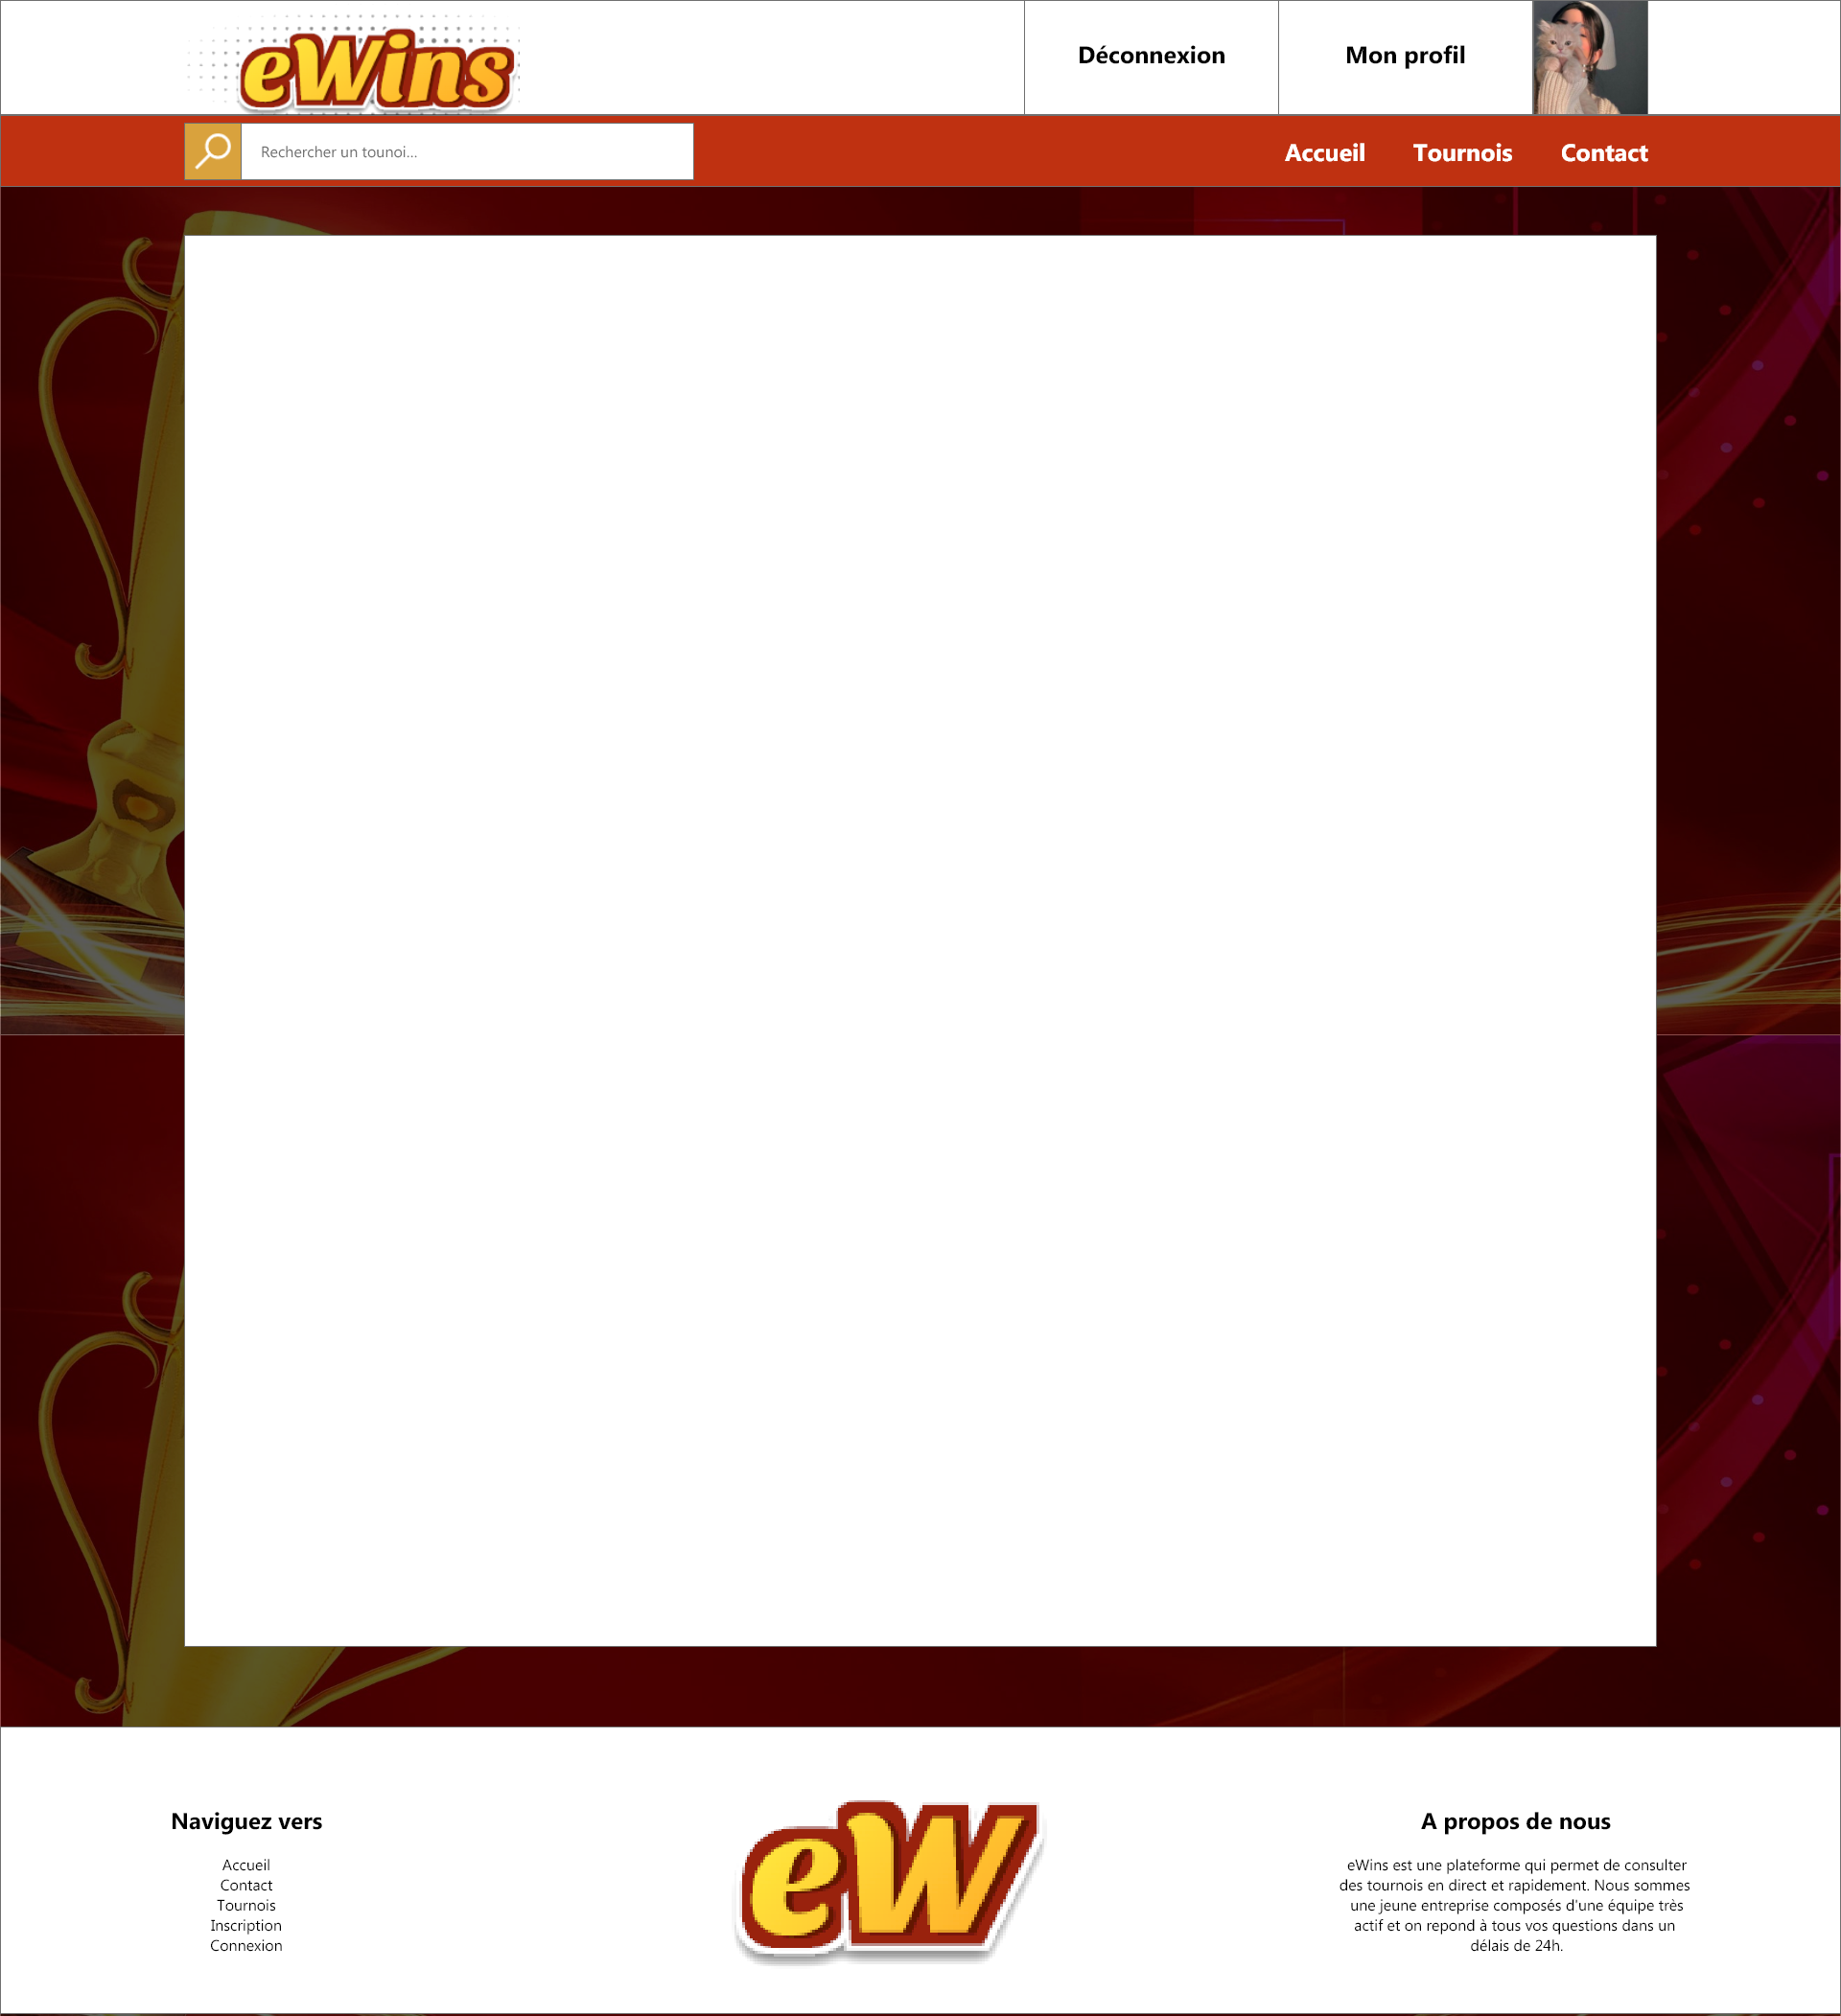 eWins
Déconnexion
Mon profil
Rechercher un tounoi...
Accueil
Tournois
Contact
Naviguez vers
Accueil
Contact
Tournois
Inscription
Connexion
eW
A propos de nous
eWins est une plateforme qui permet de consulter
des tournois en direct et rapidement. Nous sommes
une jeune entreprise composés d'une équipe très
actif et on repond à tous vos questions dans un
délais de 24h.